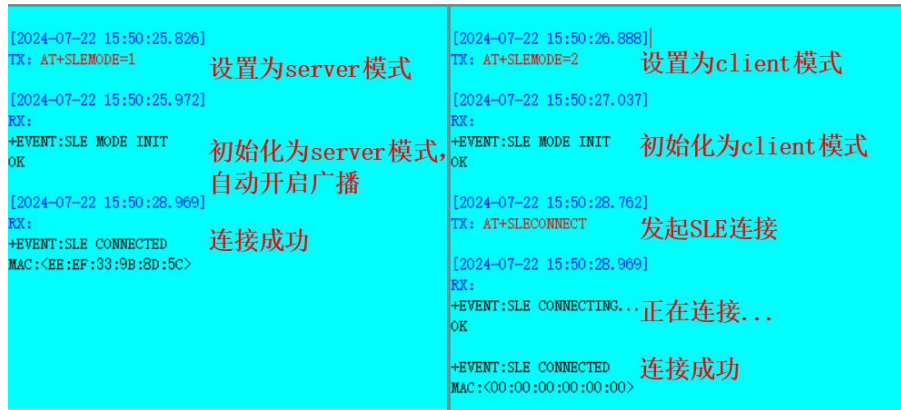 [2024-07-22 15:50:25.826]
TX: AT+SLEMODE=1
设置为server模式
[2024-07-22 15:50:25.972]
RX:
+EVENT:SLE MODE INIT
OK
初始化为server模式,
自动开启广播
[2024-07-22 15:50:28.969]
RX:
+EVENT:SLE CONNECTED
MAC:<EE:EF:33:9B:8D:5C>
连接成功
[2024-07-22 15:50:26.888]
TX: AT+SLEMODE=2
设置为client模式
[2024-07-22 15:50:27.037]
RX:
+EVENT:SLE MODE INIT
OK
初始化为client模式
[2024-07-22 15:50:28.762]
TX: AT+SLECONNECT
发起SLE连接
[2024-07-22 15:50:28.969]
RX:
+EVENT:SLE CONNECTING...
OK
正在连接...
+EVENT:SLE CONNECTED
MAC:<00:00:00:00:00:00>
连接成功